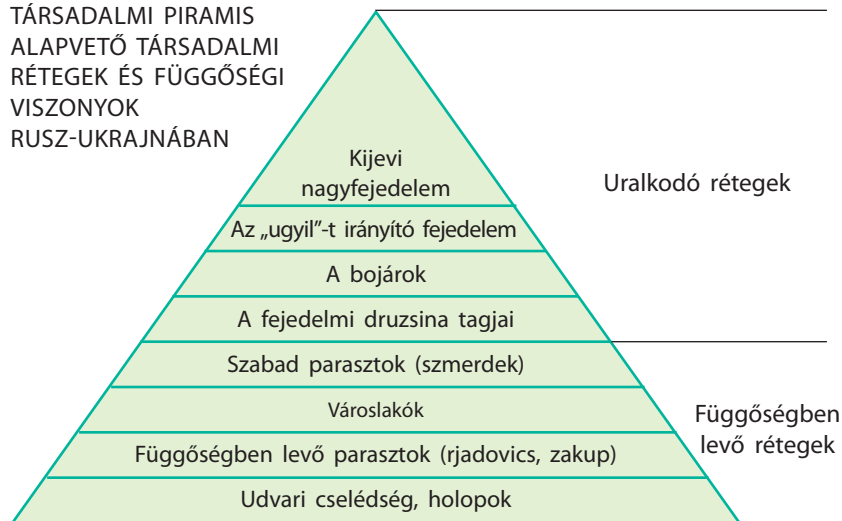 TÁRSADALMI PIRAMIS
ALAPVETŐ TÁRSADALMI
RÉTEGEK ÉS FÜGGŐSÉGI
VISZONYOK
RUSZ-UKRAJNÁBAN
Kijevi
nagyfejedelem
Uralkodó rétegek
Az „ugyil”-t irányító fejedelem
A bojárok
A fejedelmi druzsina tagjai
Szabad parasztok (szmerdek)
Városlakók
Függőségben
levő rétegek
Függőségben levő parasztok (rjadovics, zakup)
Udvari cselédség, holopok